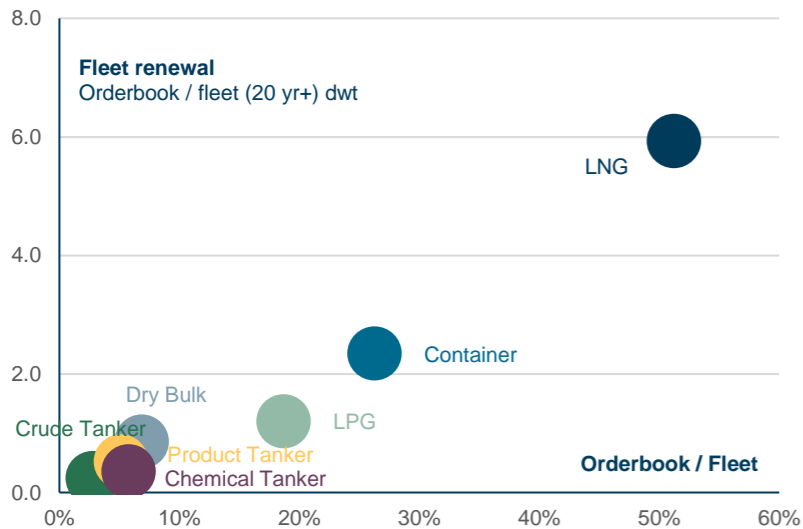 8.0
Fleet renewal
Orderbook / fleet (20 yr+) dwt
6.0
LNG
4.0
Container
2.0
Dry Bulk
LPG
Crude Tanker
Product Tanker
Orderbook / Fleet
Chemical Tanker
0.0
0% 10% 20% 30% 40% 50% 60%